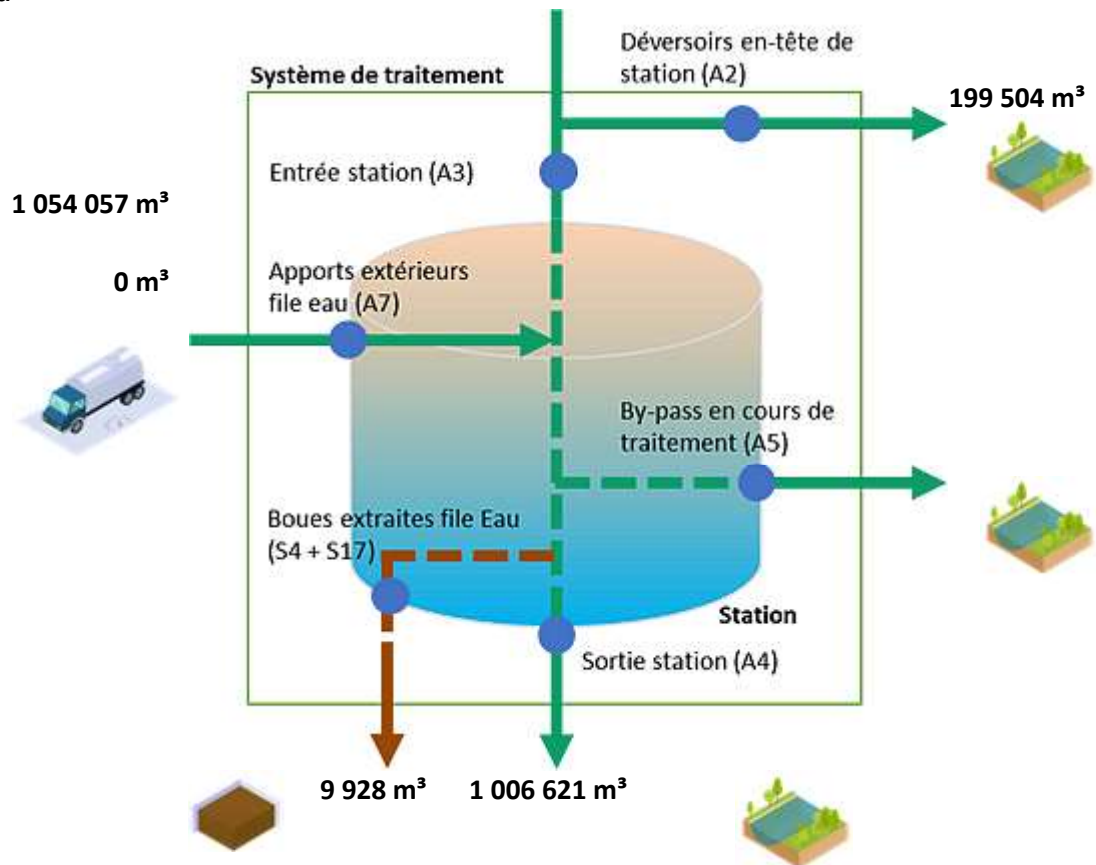 Déversoirs en-tête de
station (A2)
Système de traitement
199 504 m³
Entrée station (A3)
1 054 057 m³
0 m³
Apports extérieurs
file eau (A7)
By-pass en cours de
traitement (A5)
Boues extraites file Eau
(S4 + S17)
Station
Sortie station (A4)
9 928 m³
1 006 621 m³